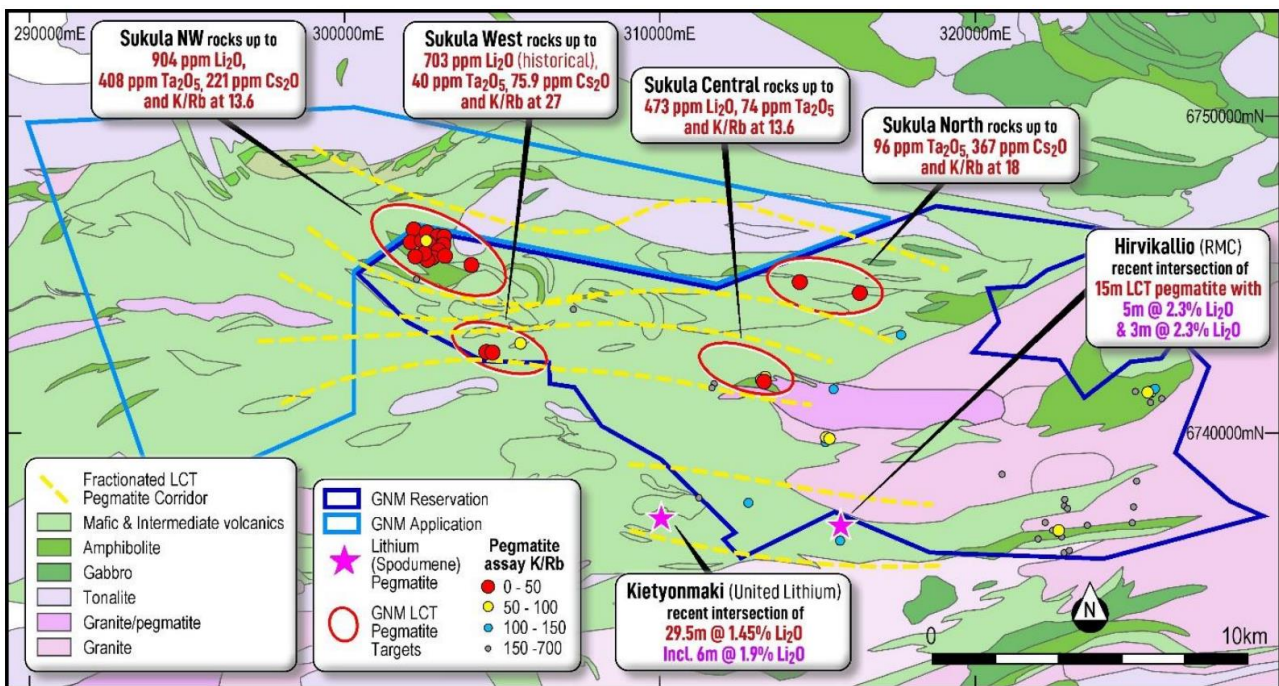 290000mE
300000mE
310000mE
320000mE
Sukula NW rocks up to
904 ppm Li₂O,
408 ppm Ta₂O₅, 221 ppm Cs₂O
and K/Rb at 13.6
Sukula West rocks up to
703 ppm Li₂O (historical),
40 ppm Ta₂O₅, 75.9 ppm Cs₂O
and K/Rb at 27
Sukula Central rocks up to
473 ppm Li₂O, 74 ppm Ta₂O₅
and K/Rb at 13.6
Sukula North rocks up to
96 ppm Ta₂O₅, 367 ppm Cs₂O
and K/Rb at 18
6750000mN
Hirvikallio (RMC)
recent intersection of
15m LCT pegmatite with
5m @ 2.3% Li₂O
& 3m @ 2.3% Li₂O
6740000mN
Fractionated LCT
Pegmatite Corridor
Mafic & Intermediate volcanics
Amphibolite
Gabbro
Tonalite
Granite/pegmatite
Granite
GNM Reservation
GNM Application
Lithium
(Spodumene)
Pegmatite
GNM LCT
Pegmatite
Targets
Pegmatite
assay K/Rb
0 - 50
50 - 100
100 - 150
150 -700
Kietyonmaki (United Lithium)
recent intersection of
29.5m @ 1.45% Li₂O
Incl. 6m @ 1.9% Li₂O
N
0
10km